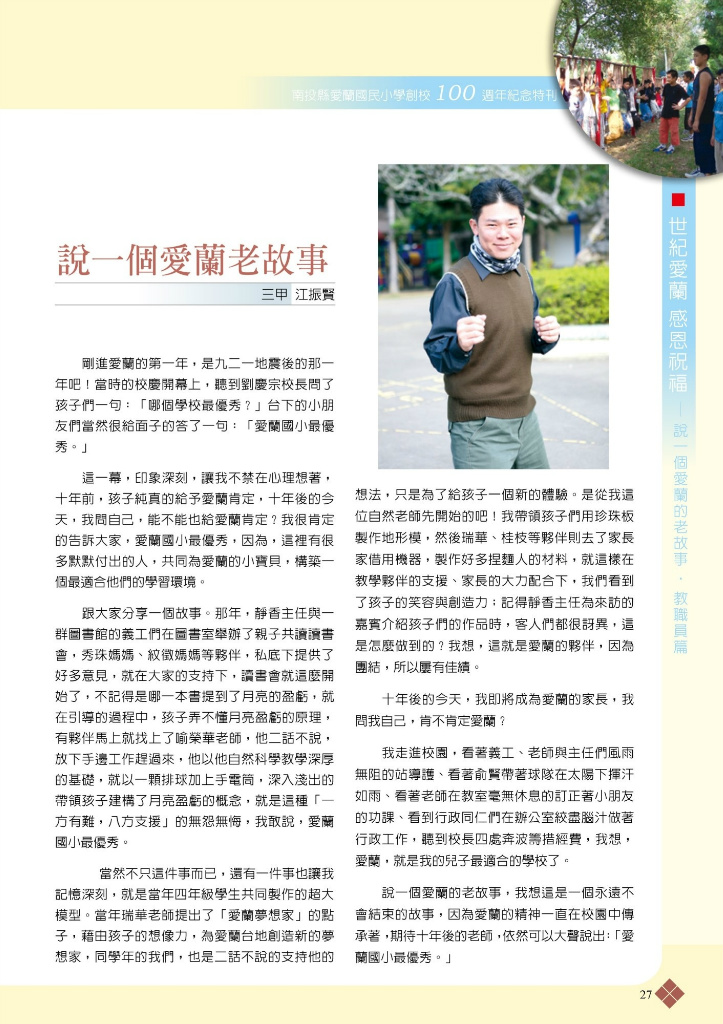 南投縣愛蘭國民小學創校 100 週年紀念特刊
說一個愛蘭老故事
三甲 江振賢
剛進愛蘭的第一年，是九二一地震後的那一
年吧！當時的校慶開幕上，聽到劉慶宗校長問了
孩子們一句：「哪個學校最優秀？」台下的小朋
友們當然很給面子的答了一句：「愛蘭國小最優
秀。」
這一幕，印象深刻，讓我不禁在心理想著，
十年前，孩子純真的給予愛蘭肯定，十年後的今
天，我問自己，能不能也給愛蘭肯定？我很肯定
的告訴大家，愛蘭國小最優秀，因為，這裡有很
多默默付出的人，共同為愛蘭的小寶貝，構築一
個最適合他們的學習環境。
跟大家分享一個故事。那年，靜香主任與一
群圖書館的義工們在圖書室舉辦了親子共讀讀書
會，秀珠媽媽、紋徵媽媽等夥伴，私底下提供了
好多意見，就在大家的支持下，讀書會就這麼開
始了，不記得是哪一本書提到了月亮的盈虧，就
在引導的過程中，孩子弄不懂月亮盈虧的原理，
有夥伴馬上就找上了喻榮華老師，他二話不說，
放下手邊工作趕過來，他以他自然科學教學深厚
的基礎，就以一顆排球加上手電筒，深入淺出的
帶領孩子建構了月亮盈虧的概念，就是這種「一
方有難，八方支援」的無怨無悔，我敢說，愛蘭
國小最優秀。
當然不只這件事而已，還有一件事也讓我
記憶深刻，就是當年四年級學生共同製作的超大
模型。當年瑞華老師提出了「愛蘭夢想家」的點
子，藉由孩子的想像力，為愛蘭台地創造新的夢
想家，同學年的我們，也是二話不說的支持他的
想法，只是為了給孩子一個新的體驗。是從我這
位自然老師先開始的吧！我帶領孩子們用珍珠板
製作地形模，然後瑞華、桂枝等夥伴則去了家長
家借用機器，製作好多捏麵人的材料，就這樣在
教學夥伴的支援、家長的大力配合下，我們看到
了孩子的笑容與創造力；記得靜香主任為來訪的
嘉賓介紹孩子們的作品時，客人們都很訝異，這
是怎麼做到的？我想，這就是愛蘭的夥伴，因為
團結，所以屢有佳績。
十年後的今天，我即將成為愛蘭的家長，我
問我自己，肯不肯定愛蘭？
我走進校園，看著義工、老師與主任們風雨
無阻的站導護、看著俞賢帶著球隊在太陽下揮汗
如雨、看著老師在教室毫無休息的訂正著小朋友
的功課、看到行政同仁們在辦公室絞盡腦汁做著
行政工作，聽到校長四處奔波籌措經費，我想，
愛蘭，就是我的兒子最適合的學校了。
說一個愛蘭的老故事，我想這是一個永遠不
會結束的故事，因為愛蘭的精神一直在校園中傳
承著，期待十年後的老師，依然可以大聲說出：「愛
蘭國小最優秀。」
世紀愛蘭 感恩祝福 ─ 說一個愛蘭的老故事．教職員篇
27